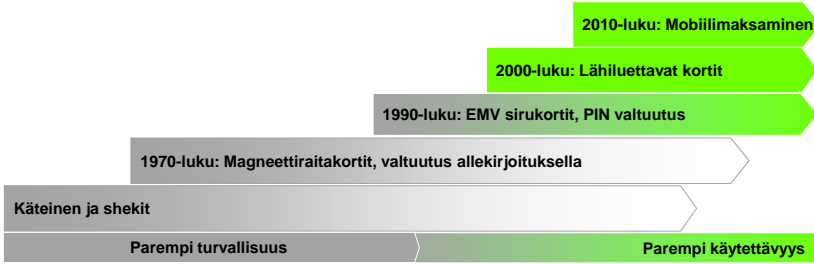 2010-luku: Mobiilimaksaminen
2000-luku: Lähiluettavat kortit
1990-luku: EMV sirukortit, PIN valtuutus
1970-luku: Magneettiraitakortit, valtuutus allekirjoituksella
Käteinen ja shekit
Parempi turvallisuus
Parempi käytettävyys